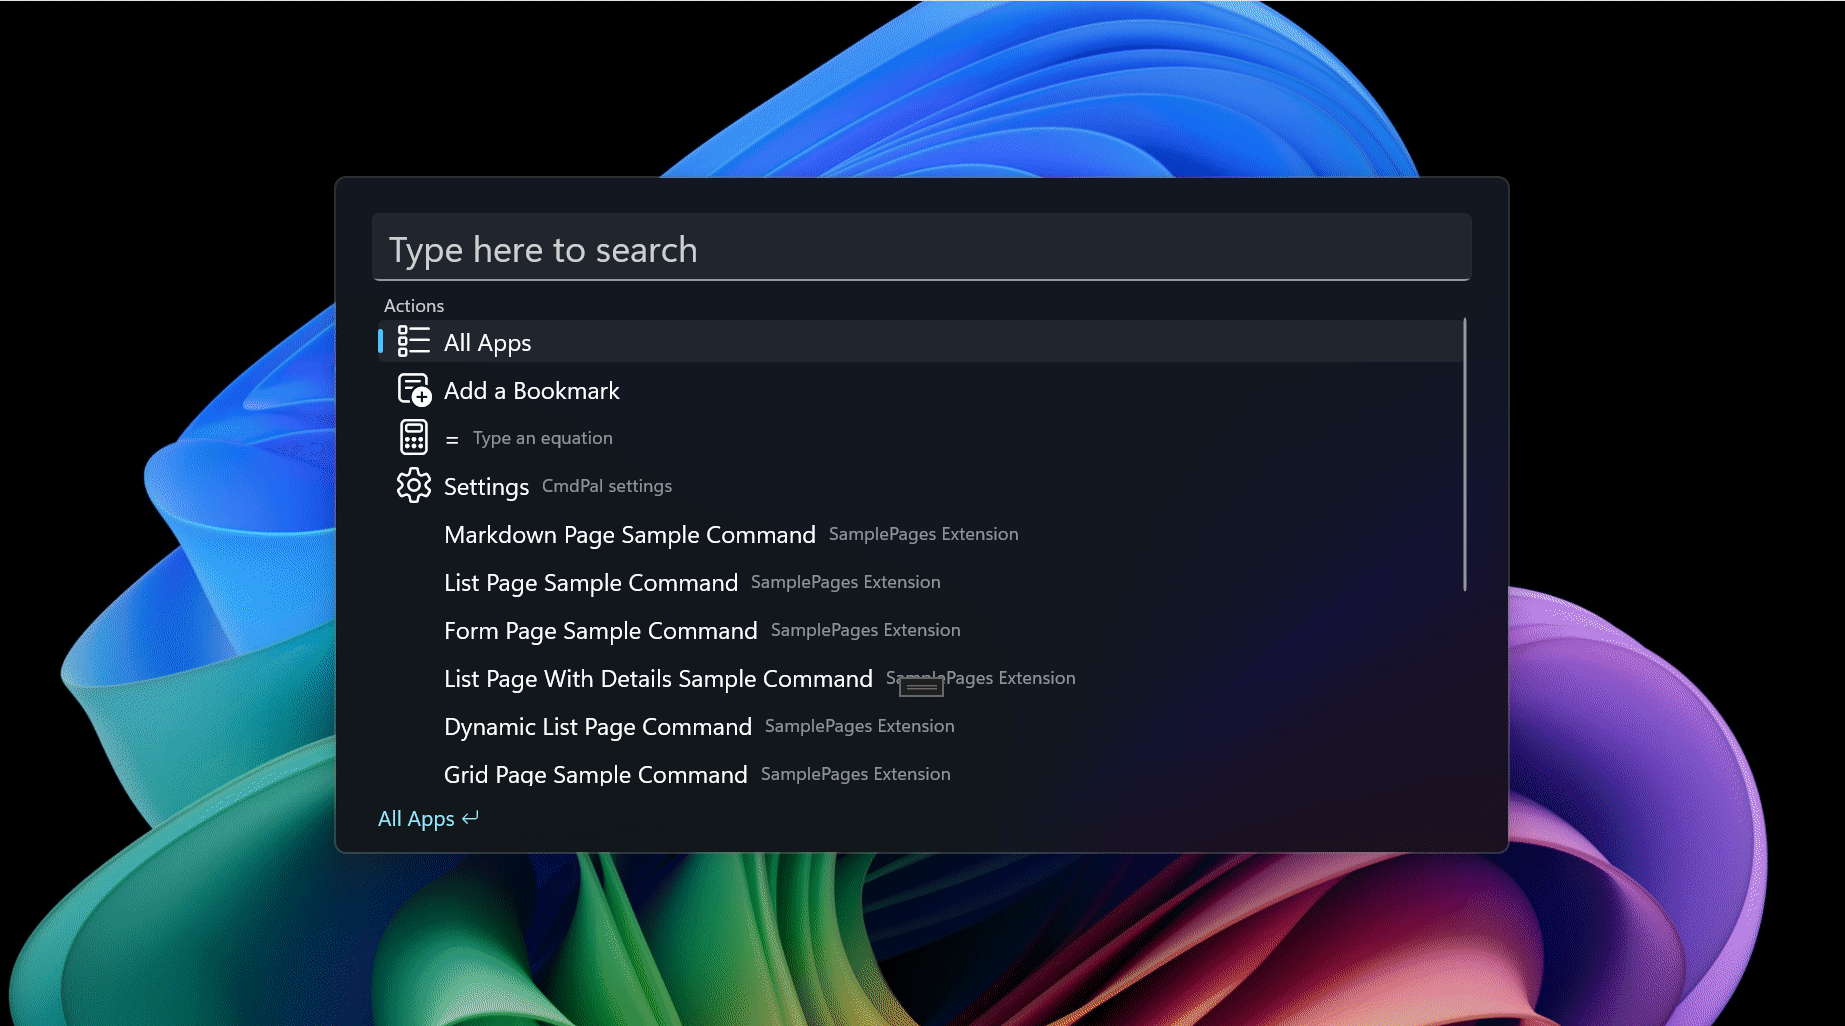 Type here to search
Actions
All Apps
Add a Bookmark
= Type an equation
Settings CmdPal settings
Markdown Page Sample Command SamplePages Extension
List Page Sample Command SamplePages Extension
Form Page Sample Command SamplePages Extension
List Page With Details Sample Command SamplePages Extension
Dynamic List Page Command SamplePages Extension
Grid Page Sample Command SamplePages Extension
All Apps ↵